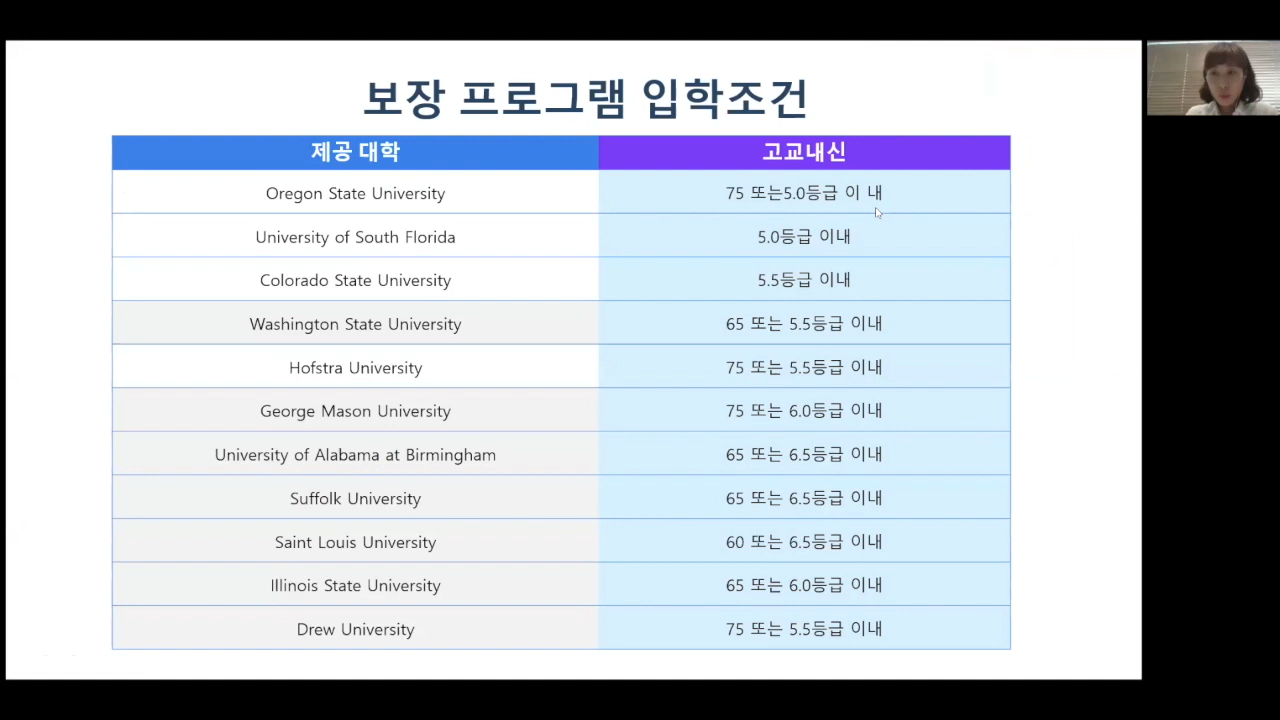 보장 프로그램 입학조건
제공 대학 고교내신
Oregon State University 75 또는5.0등급 이 내
University of South Florida 5.0등급 이내
Colorado State University 5.5등급 이내
Washington State University 65 또는 5.5등급 이내
Hofstra University 75 또는 5.5등급 이내
George Mason University 75 또는 6.0등급 이내
University of Alabama at Birmingham 65 또는 6.5등급 이내
Suffolk University 65 또는 6.5등급 이내
Saint Louis University 60 또는 6.5등급 이내
Illinois State University 65 또는 6.0등급 이내
Drew University 75 또는 5.5등급 이내